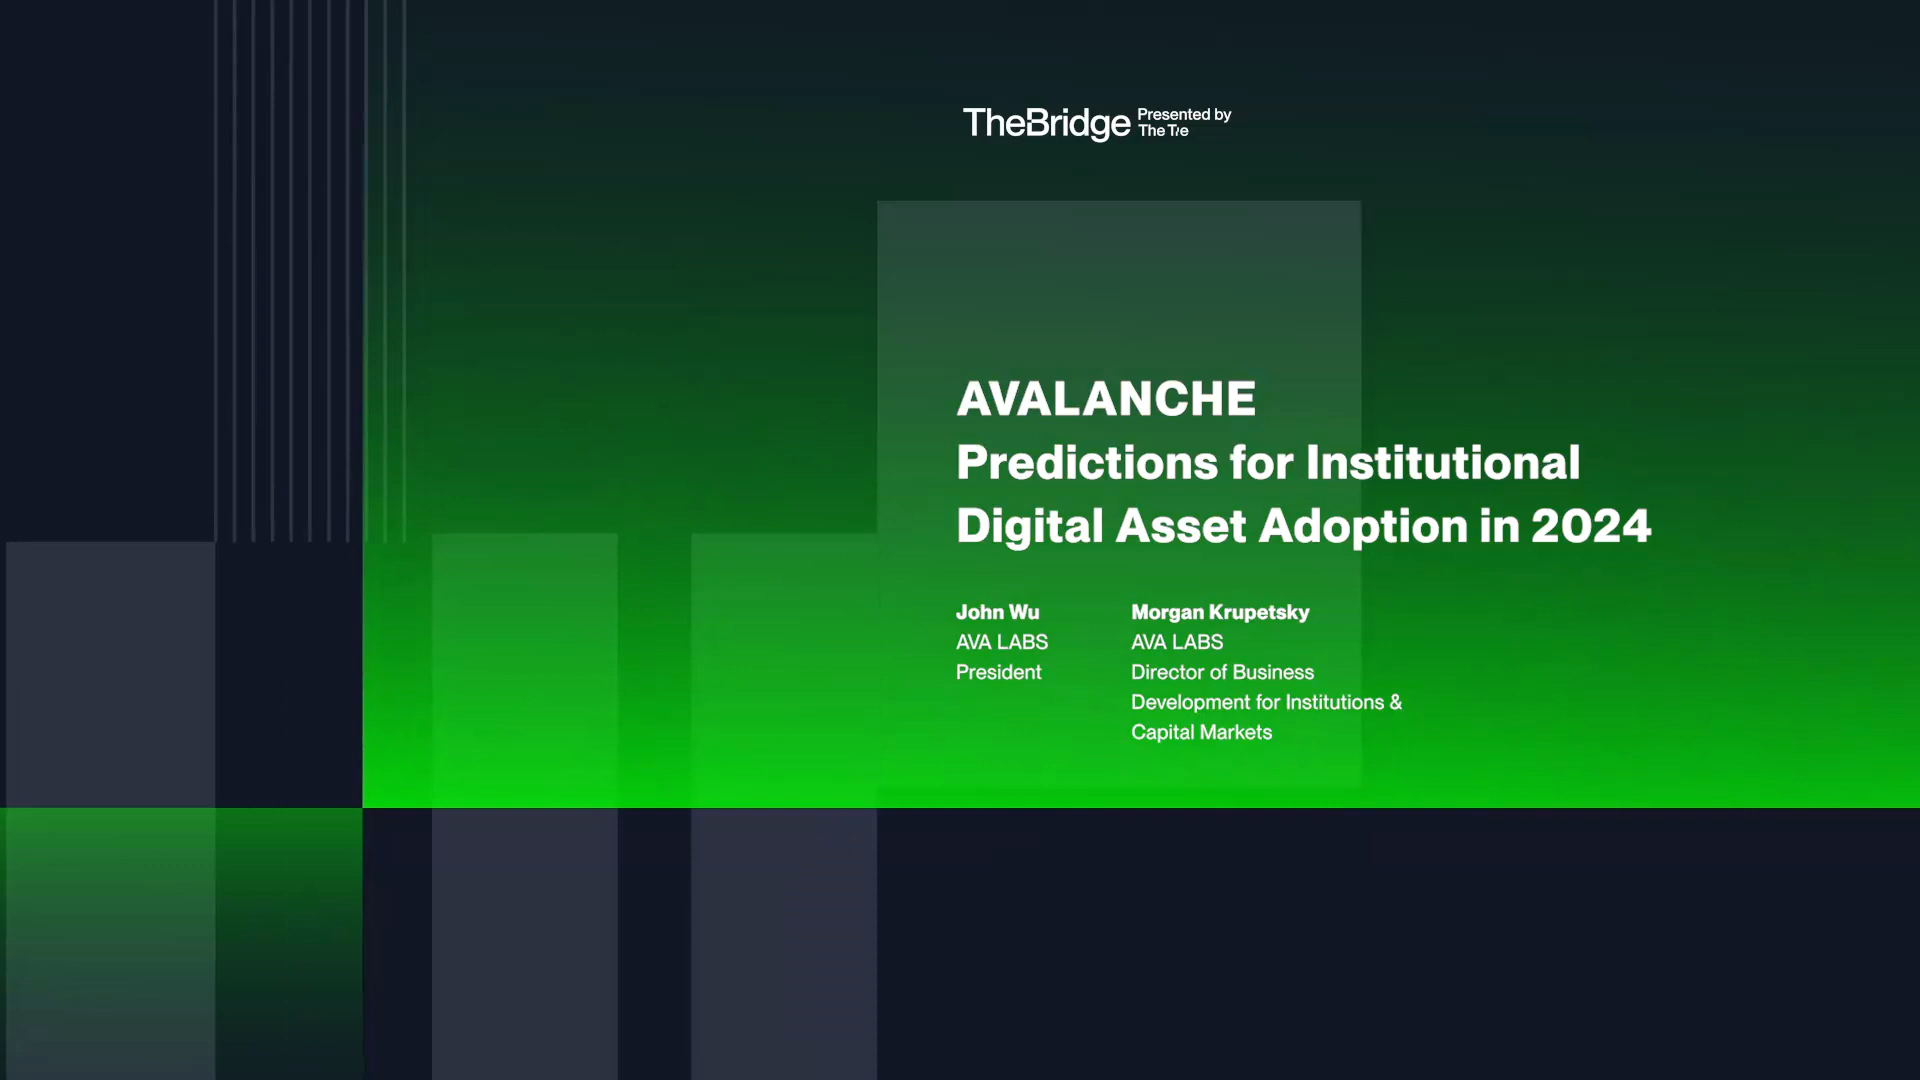 TheBridge Presented by
The Tie
AVALANCHE
Predictions for Institutional
Digital Asset Adoption in 2024
John Wu
AVA LABS
President
Morgan Krupetsky
AVA LABS
Director of Business
Development for Institutions &
Capital Markets